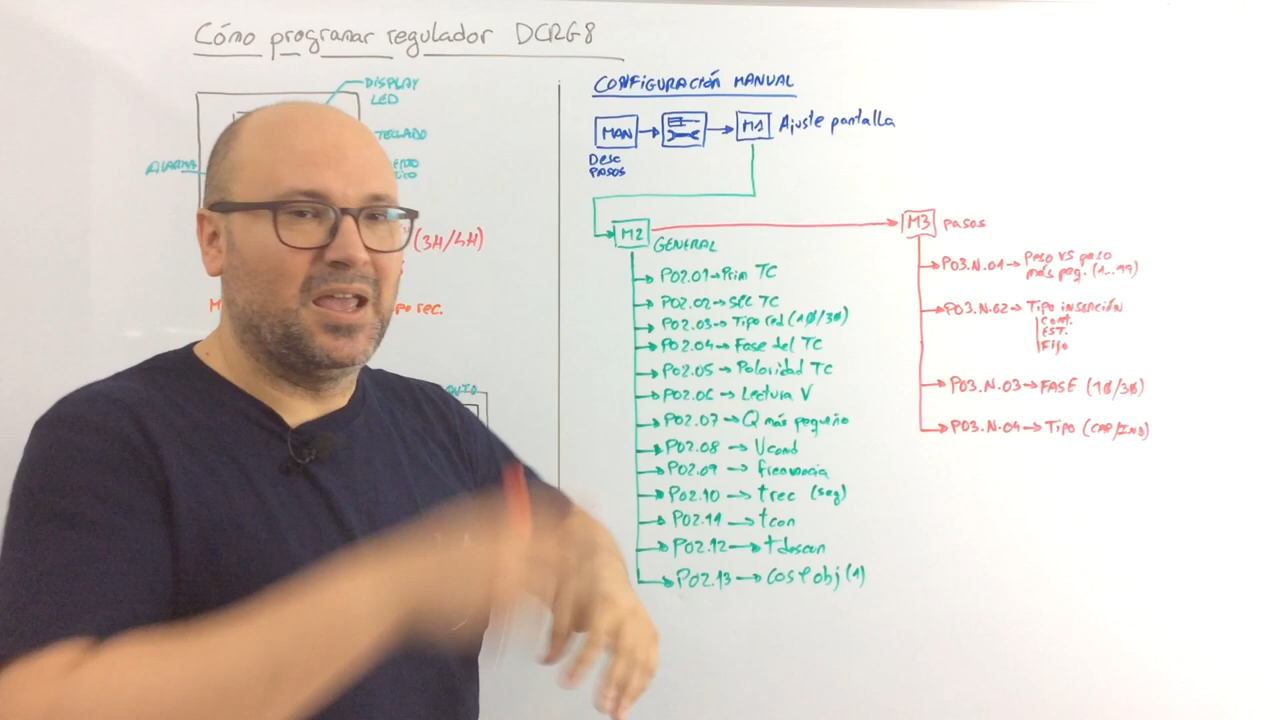 Cómo programar regulador DCRG8
DISPLAY
LED
TECLADO
ALARMA
(3H/4H)
po rec.
CONFIGURACIÓN MANUAL
MAN
M1
Ajuste pantalla
Desc
PASOS
M2
GENERAL
P02.01→Prim TC
P02.02→SEC TC
P02.03→Tipo red (1Ø/3Ø)
P02.04→Fase del TC
P02.05→Polaridad TC
P02.06→Lectura V
P02.07→Q más pequeño
P02.08→Vcond
P02.09→frecuencia
P02.10→trec (seg)
P02.11→tcon
P02.12→tdescon
P02.13→Cos φ obj (1)
M3
pasos
P03.N.01→Paso VS paso
más peq. (1...99)
P03.N.02→Tipo inserción
CONT.
EST.
Fijo
P03.N.03→FASE (1Ø/3Ø)
P03.N.04→Tipo (CAP/IND)